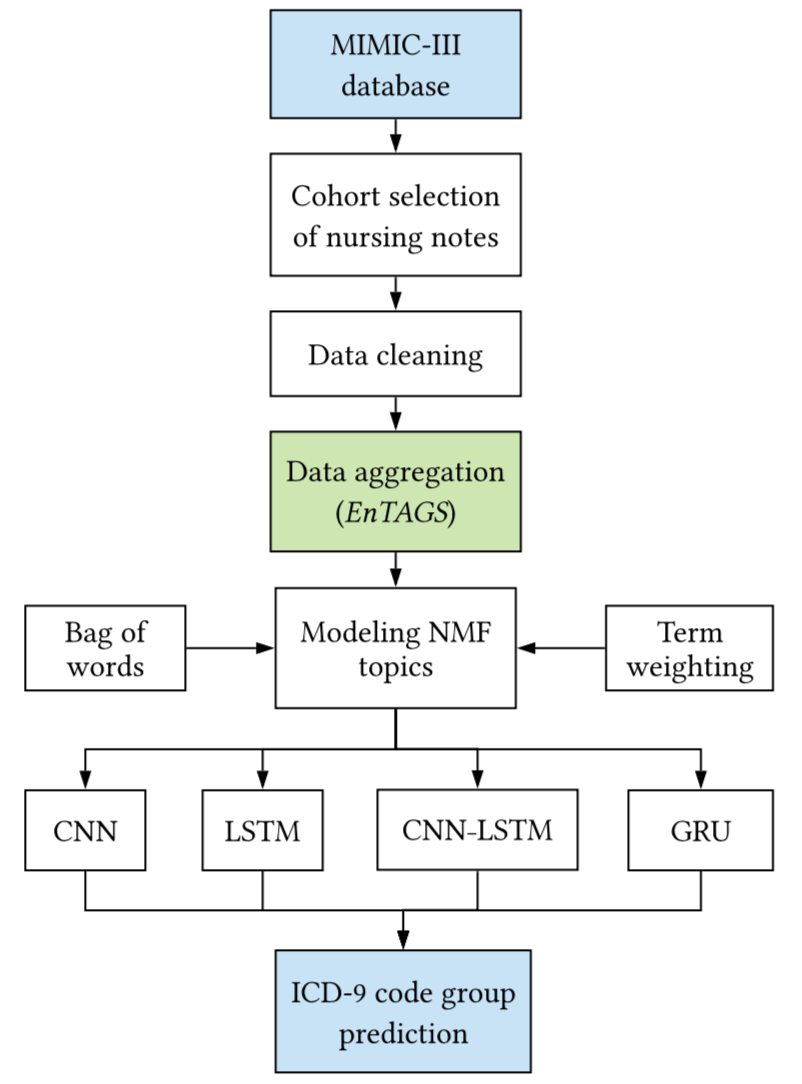 MIMIC-III
database
Cohort selection
of nursing notes
Data cleaning
Data aggregation
(EnTAGS)
Bag of
words
Modeling NMF
topics
Term
weighting
CNN
LSTM
CNN-LSTM
GRU
ICD-9 code group
prediction